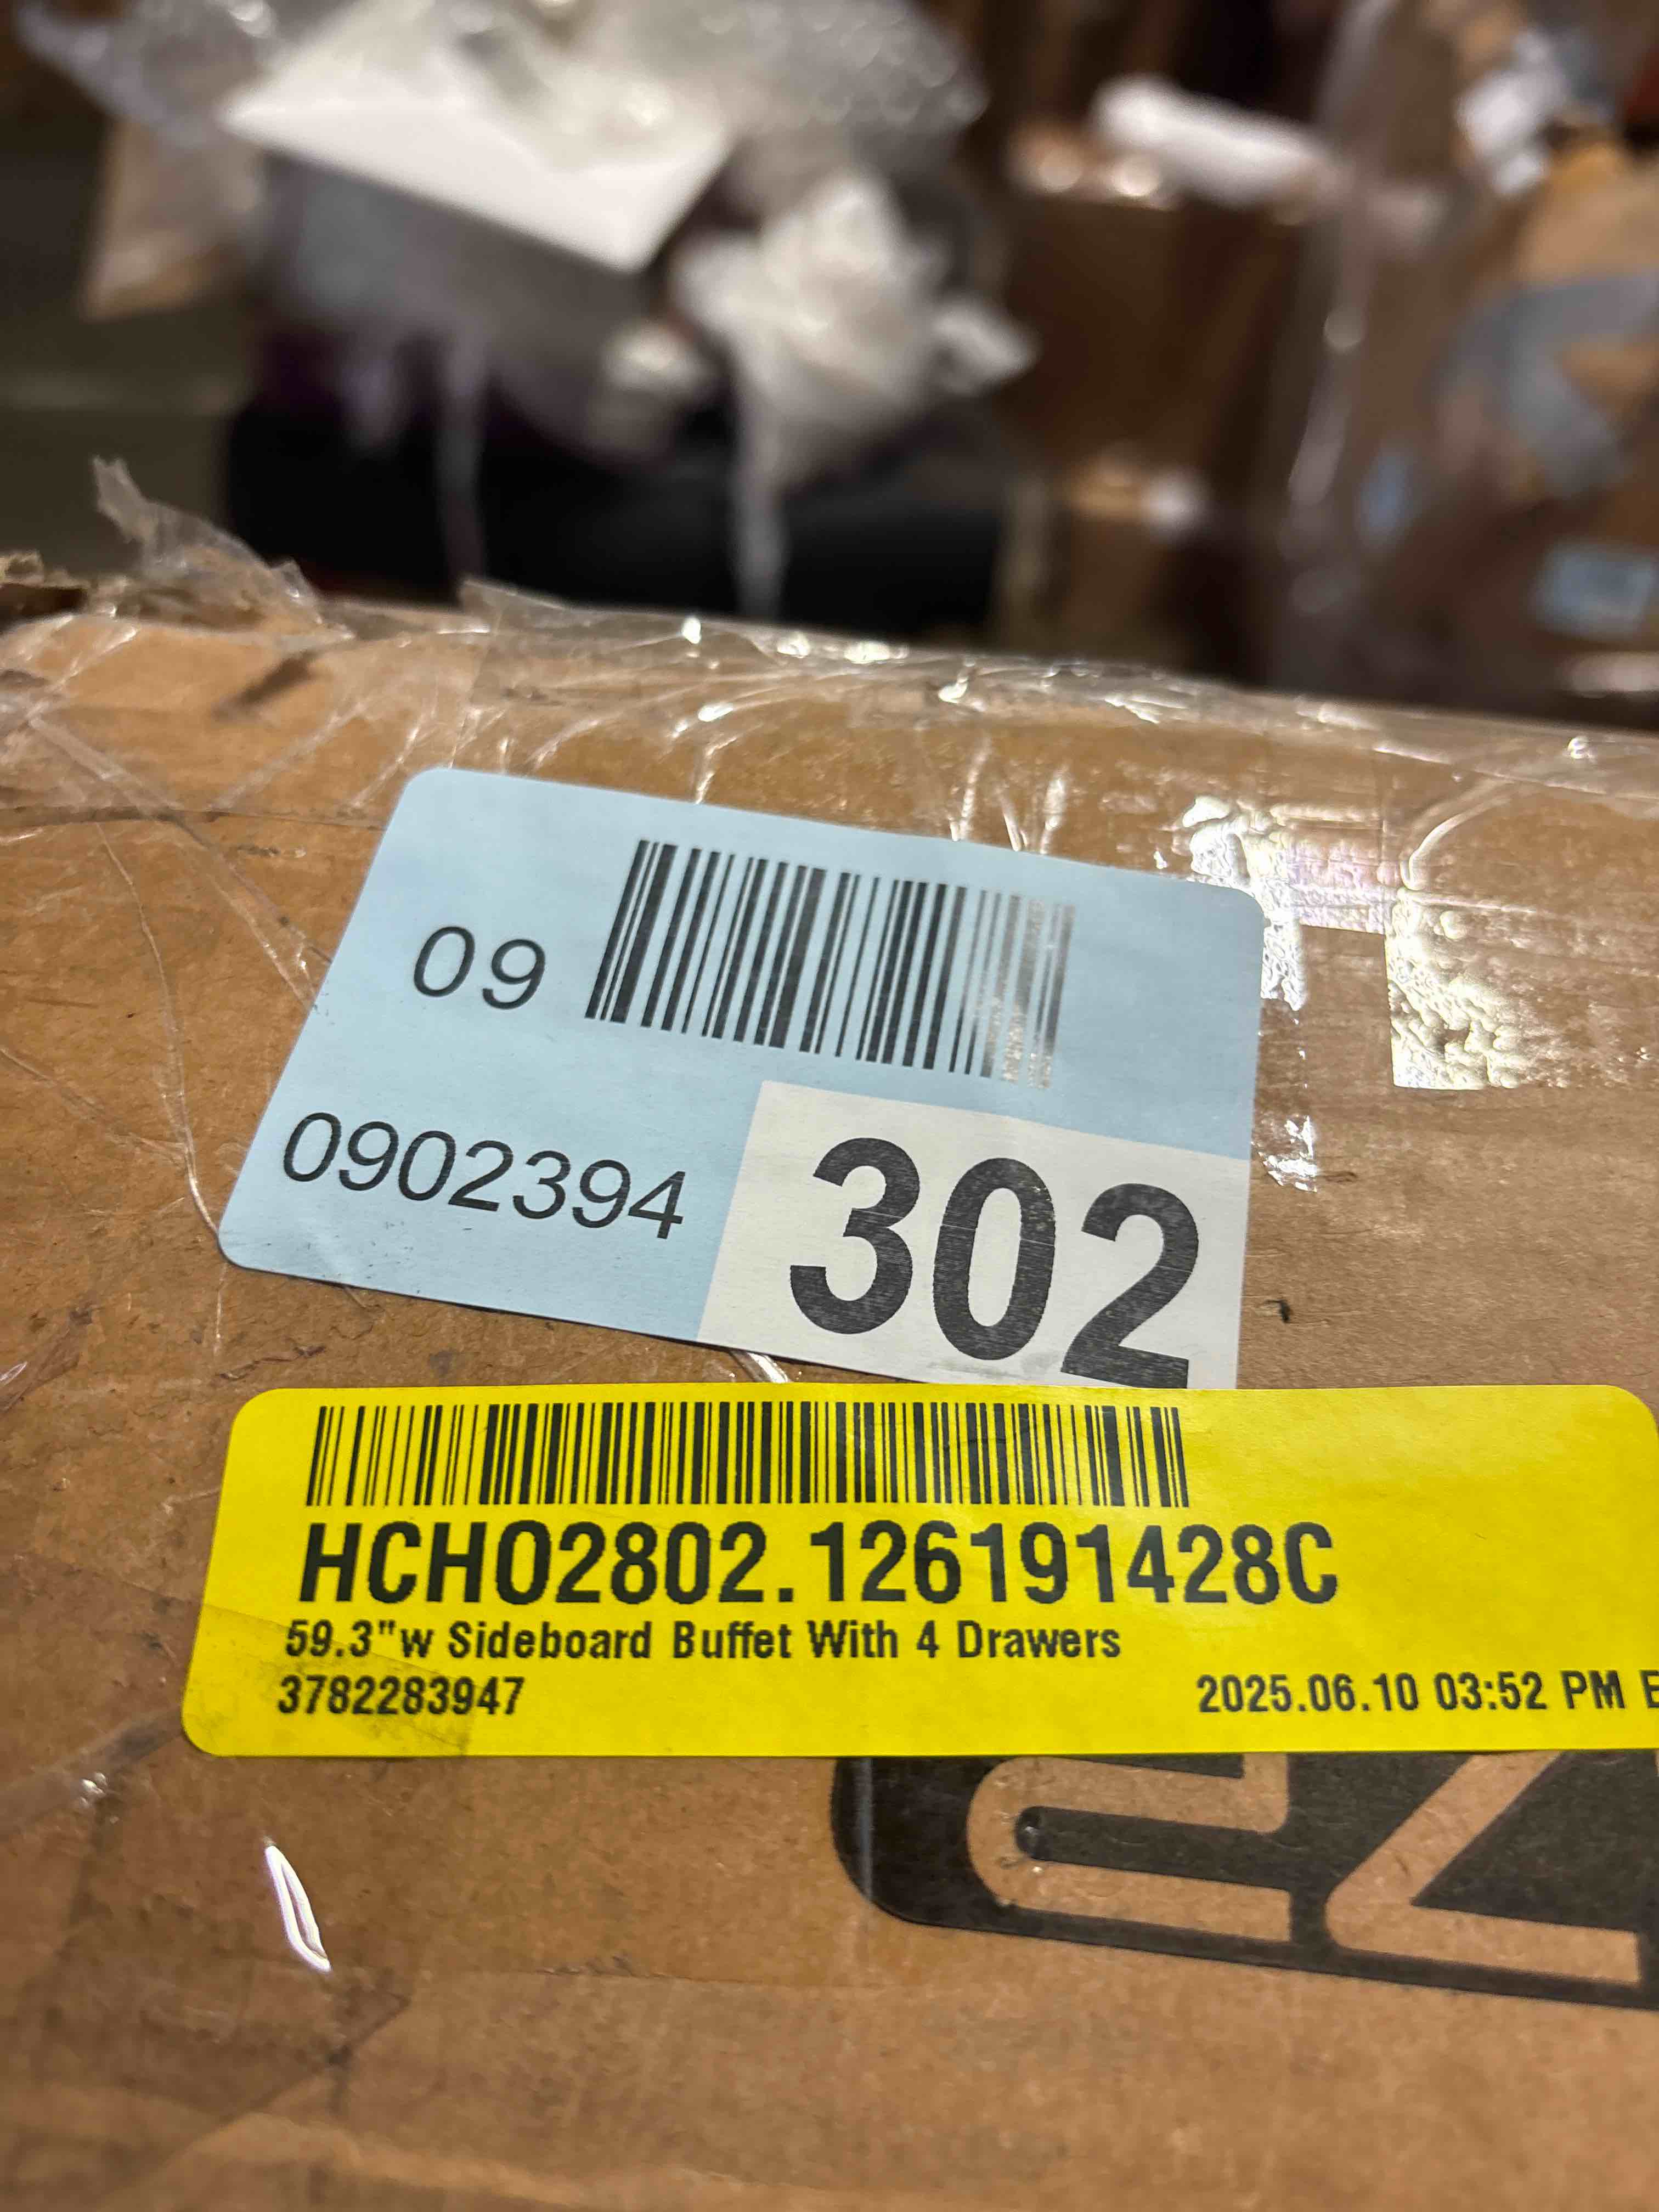 09
0902394
302
HCHO2802.126191428C
59.3"w Sideboard Buffet With 4 Drawers
3782283947
2025.06.10 03:52 PM E